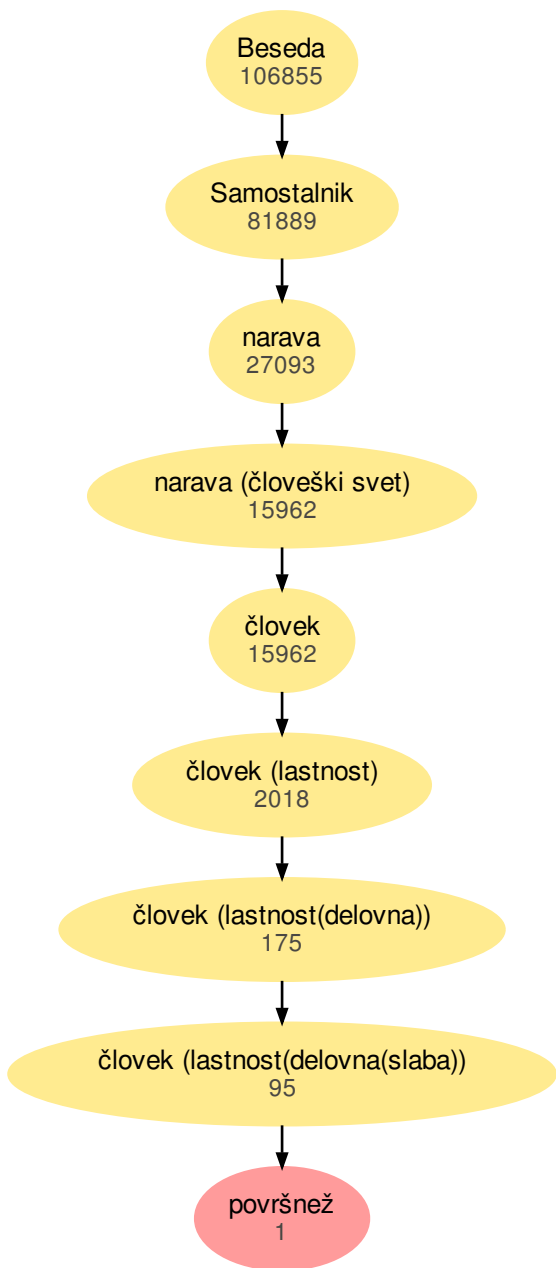 Beseda
106855
Samostalnik
81889
narava
27093
narava (človeški svet)
15962
človek
15962
človek (lastnost)
2018
človek (lastnost(delovna))
175
človek (lastnost(delovna(slaba))
95
površnež
1